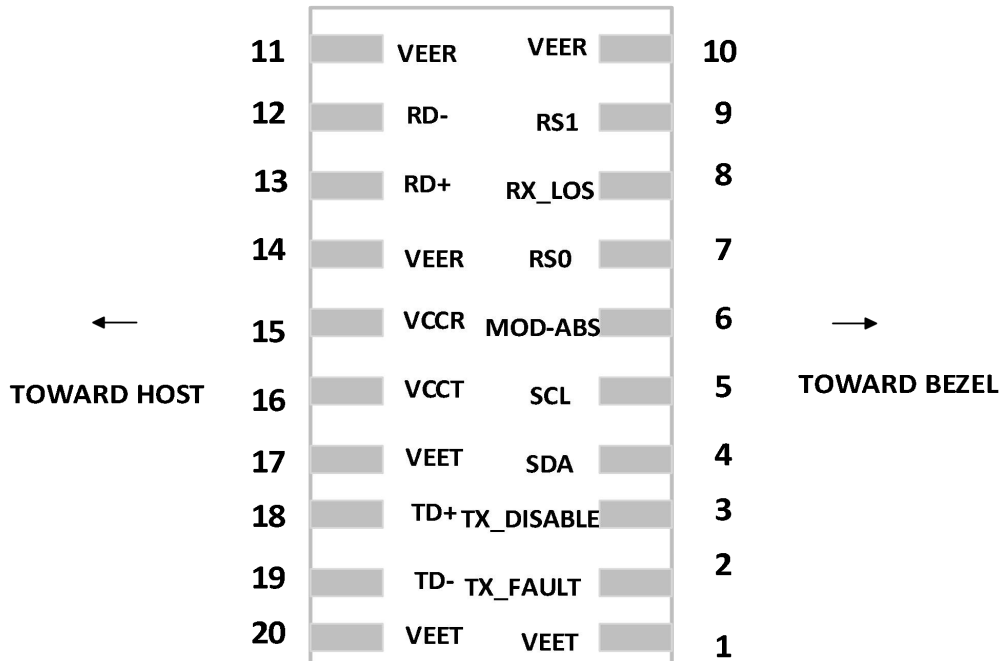 11 VEER VEER 10
12 RD- RS1 9
13 RD+ RX_LOS 8
14 VEER RS0 7
15 VCCR MOD-ABS 6
TOWARD HOST TOWARD BEZEL
16 VCCT SCL 5
17 VEET SDA 4
18 TD+ TX_DISABLE 3
19 TD- TX_FAULT 2
20 VEET VEET 1